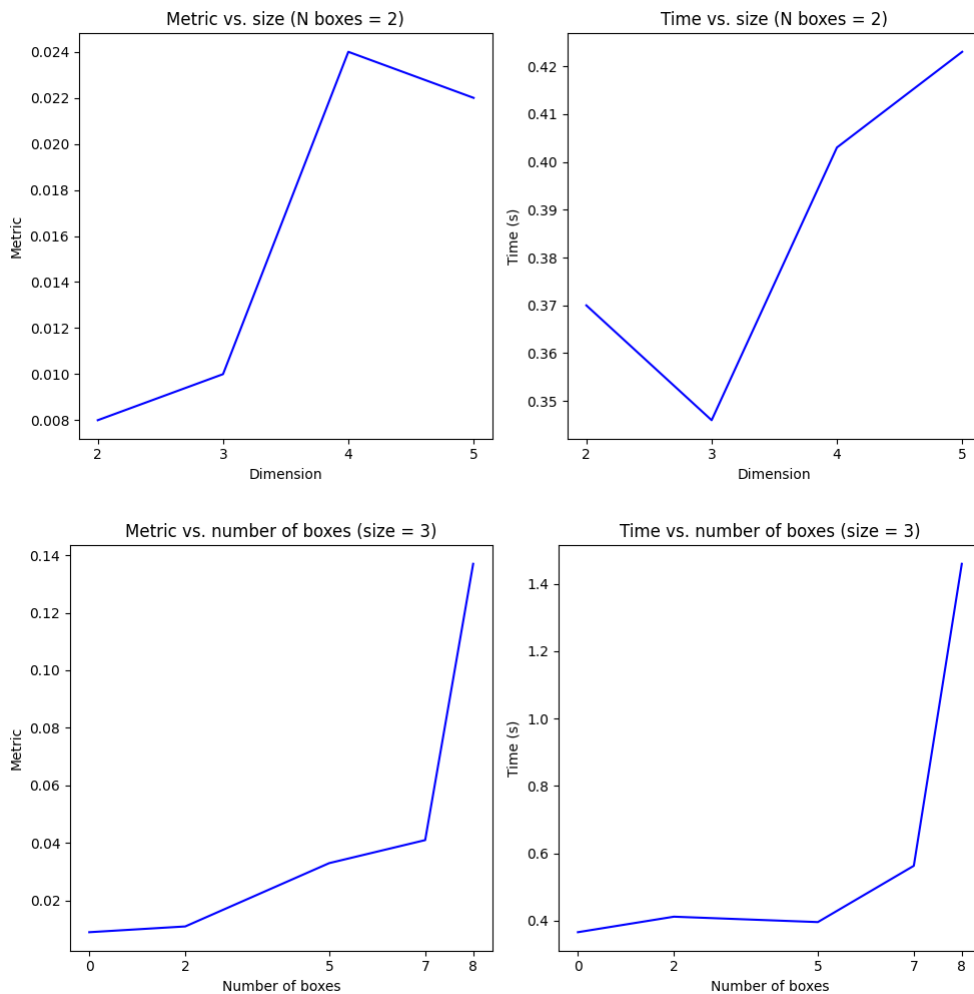 Metric vs. size (N boxes = 2)
0.024
0.022
0.020
0.018
0.016
0.014
0.012
0.010
0.008
Metric
2 3 4 5
Dimension
Time vs. size (N boxes = 2)
0.42
0.41
0.40
0.39
0.38
0.37
0.36
0.35
Time (s)
2 3 4 5
Dimension
Metric vs. number of boxes (size = 3)
0.14
0.12
0.10
0.08
0.06
0.04
0.02
Metric
0 2 5 7 8
Number of boxes
Time vs. number of boxes (size = 3)
1.4
1.2
1.0
0.8
0.6
0.4
Time (s)
0 2 5 7 8
Number of boxes